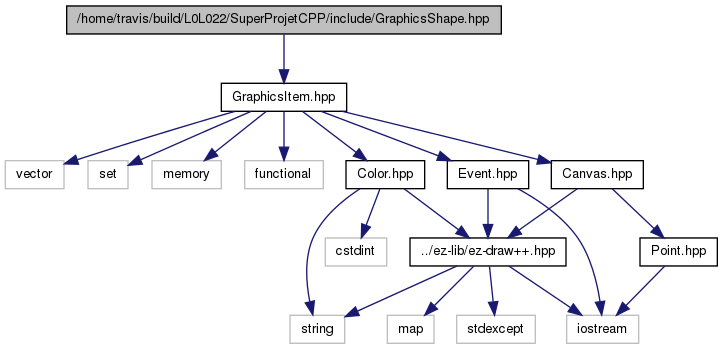 /home/travis/build/L0L022/SuperProjetCPP/include/GraphicsShape.hpp
GraphicsItem.hpp
vector
set
memory
functional
Color.hpp
Event.hpp
Canvas.hpp
cstdint
../ez-lib/ez-draw++.hpp
Point.hpp
string
map
stdexcept
iostream